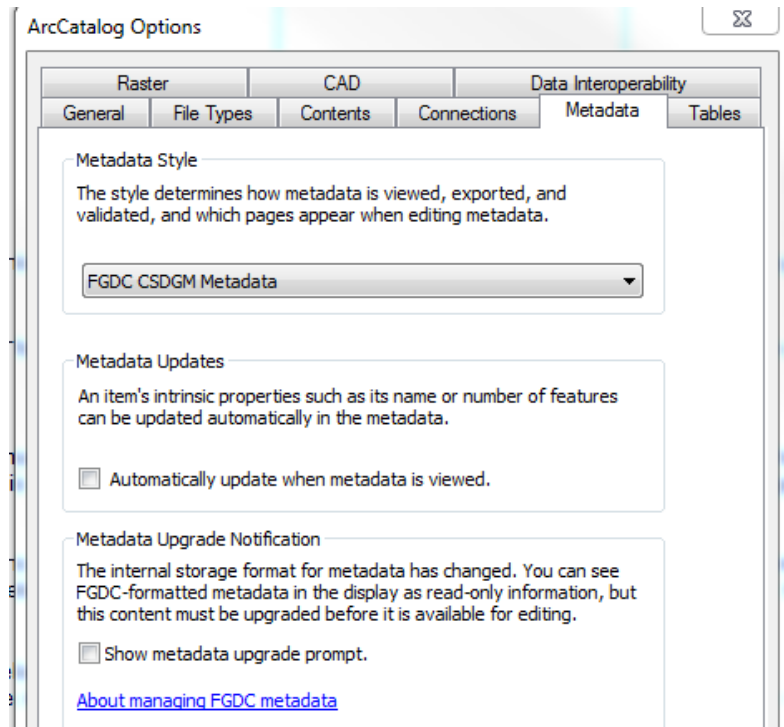 ArcCatalog Options
Raster CAD Data Interoperability
General File Types Contents Connections Metadata Tables
Metadata Style
The style determines how metadata is viewed, exported, and
validated, and which pages appear when editing metadata.
FGDC CSDGM Metadata
Metadata Updates
An item's intrinsic properties such as its name or number of features
can be updated automatically in the metadata.
Automatically update when metadata is viewed.
Metadata Upgrade Notification
The internal storage format for metadata has changed. You can see
FGDC-formatted metadata in the display as read-only information, but
this content must be upgraded before it is available for editing.
Show metadata upgrade prompt.
About managing FGDC metadata